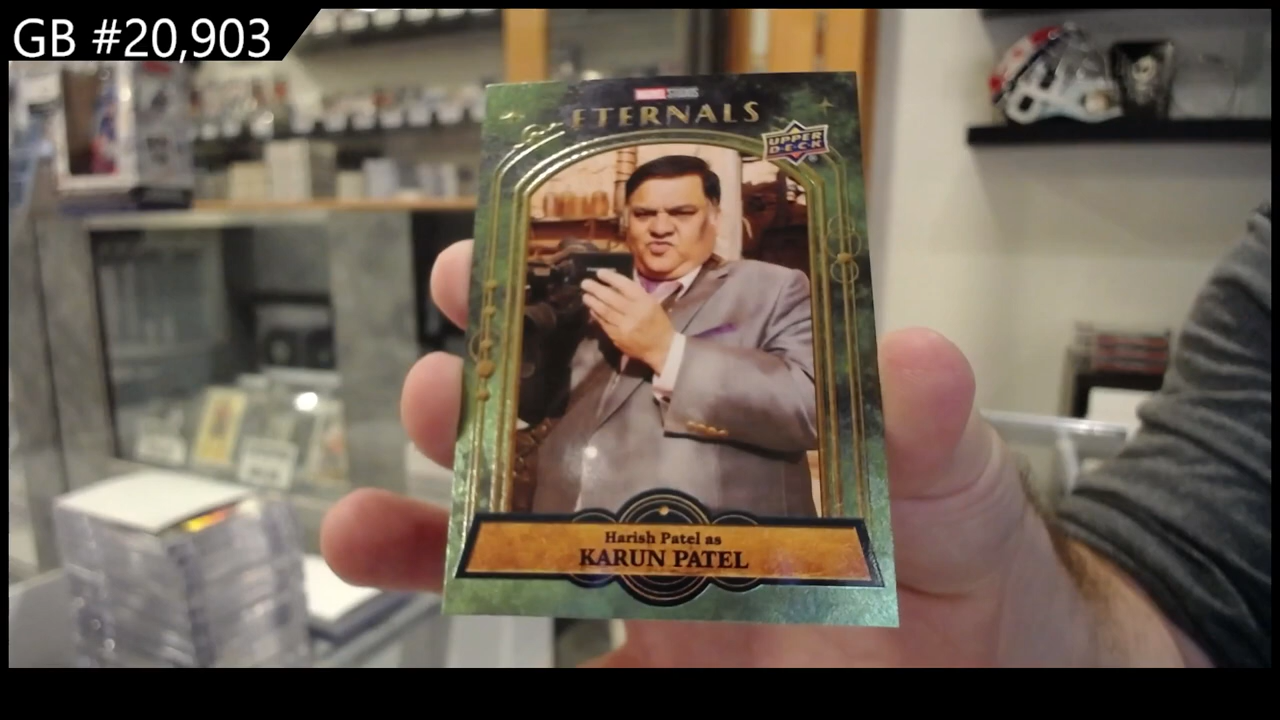 GB #20,903
MARVEL STUDIOS
ETERNALS
UPPER
DECK
Harish Patel as
KARUN PATEL